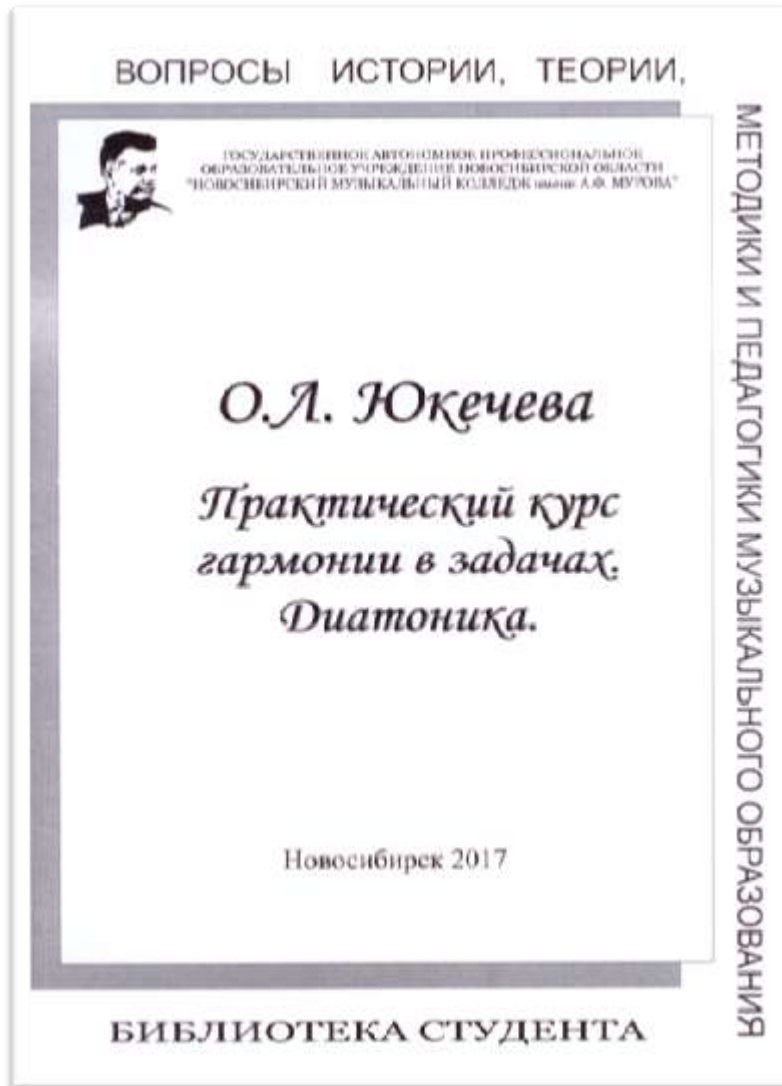 ВОПРОСЫ ИСТОРИИ, ТЕОРИИ,
МЕТОДИКИ И ПЕДАГОГИКИ МУЗЫКАЛЬНОГО ОБРАЗОВАНИЯ
ГОСУДАРСТВЕННОЕ АВТОНОМНОЕ ПРОФЕССИОНАЛЬНОЕ
ОБРАЗОВАТЕЛЬНОЕ УЧРЕЖДЕНИЕ НОВОСИБИРСКОЙ ОБЛАСТИ
"НОВОСИБИРСКИЙ МУЗЫКАЛЬНЫЙ КОЛЛЕДЖ имени А.Ф. МУРОВА"
О.Л. Юкечева
Практический курс
гармонии в задачах.
Диатоника.
Новосибирск 2017
БИБЛИОТЕКА СТУДЕНТА